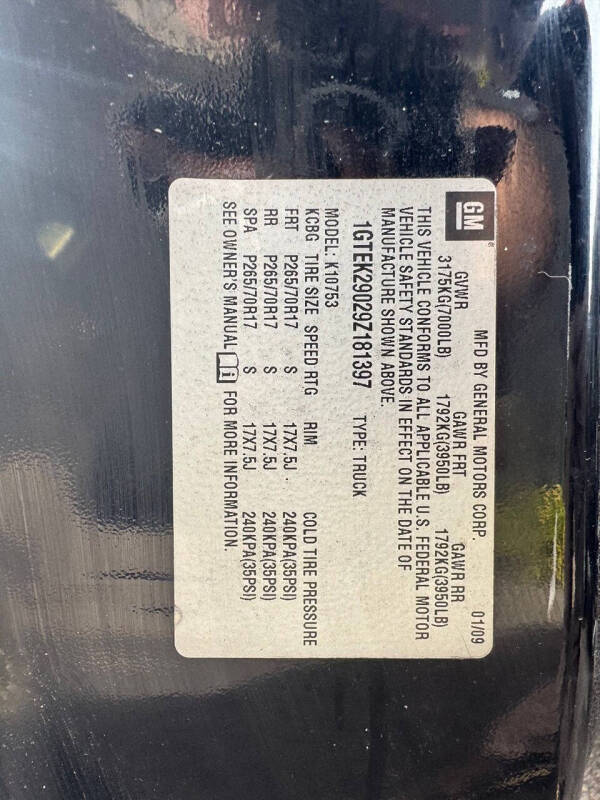 GM ® MFD BY GENERAL MOTORS CORP. 01/09
GVWR GAWR FRT GAWR RR
3175KG(7000LB) 1792KG(3950LB) 1792KG(3950LB)
THIS VEHICLE CONFORMS TO ALL APPLICABLE U.S. FEDERAL MOTOR
VEHICLE SAFETY STANDARDS IN EFFECT ON THE DATE OF
MANUFACTURE SHOWN ABOVE.
1GTEK29029Z181397 TYPE: TRUCK
MODEL: K10753
KCBG TIRE SIZE SPEED RTG RIM COLD TIRE PRESSURE
FRT P265/70R17 S 17X7.5J 240KPA(35PSI)
RR P265/70R17 S 17X7.5J 240KPA(35PSI)
SPA P265/70R17 S 17X7.5J 240KPA(35PSI)
SEE OWNER'S MANUAL i FOR MORE INFORMATION.